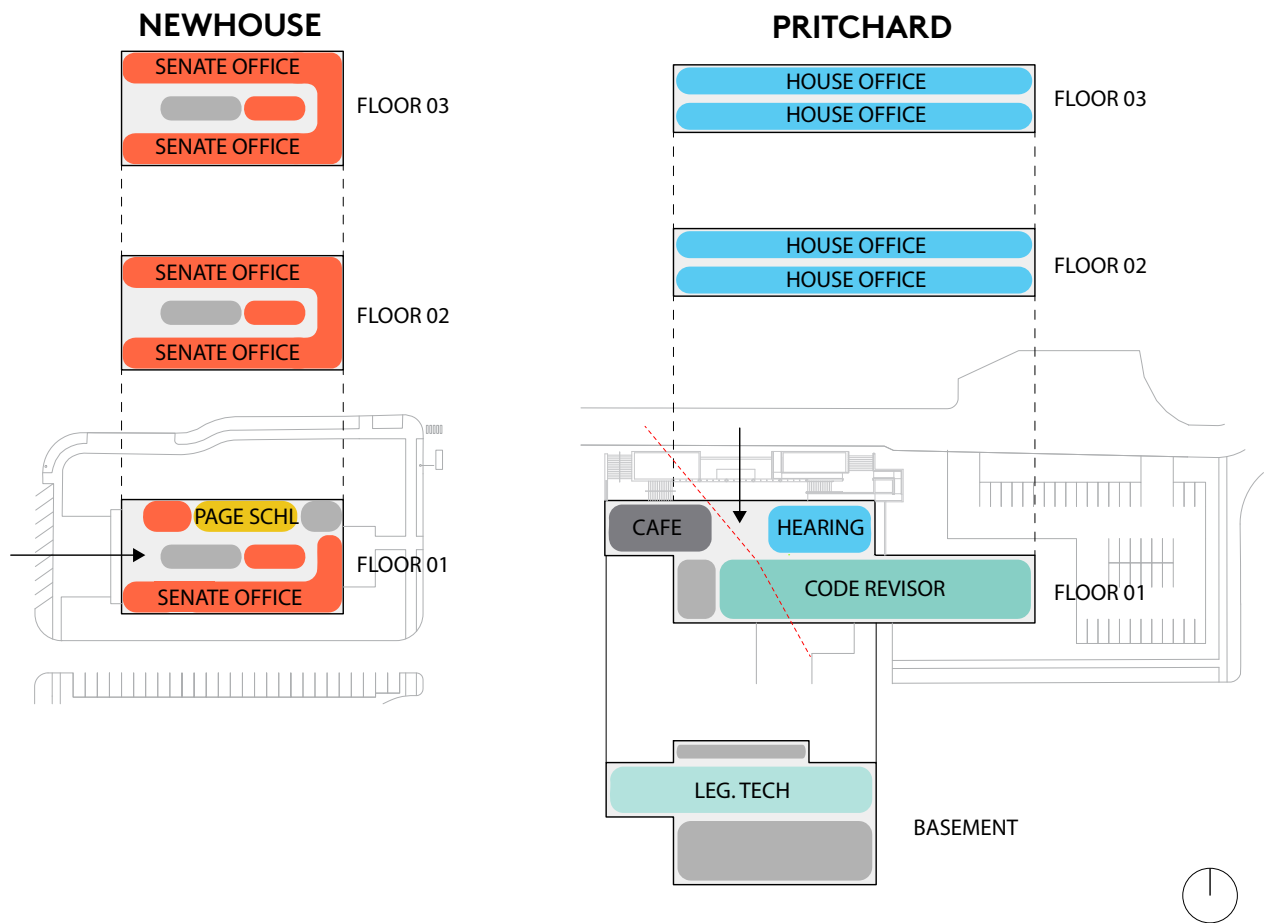 NEWHOUSE
SENATE OFFICE
FLOOR 03
SENATE OFFICE
SENATE OFFICE
FLOOR 02
SENATE OFFICE
PAGE SCHL
FLOOR 01
SENATE OFFICE
PRITCHARD
HOUSE OFFICE
FLOOR 03
HOUSE OFFICE
HOUSE OFFICE
FLOOR 02
HOUSE OFFICE
CAFE
HEARING
CODE REVISOR
FLOOR 01
LEG. TECH
BASEMENT